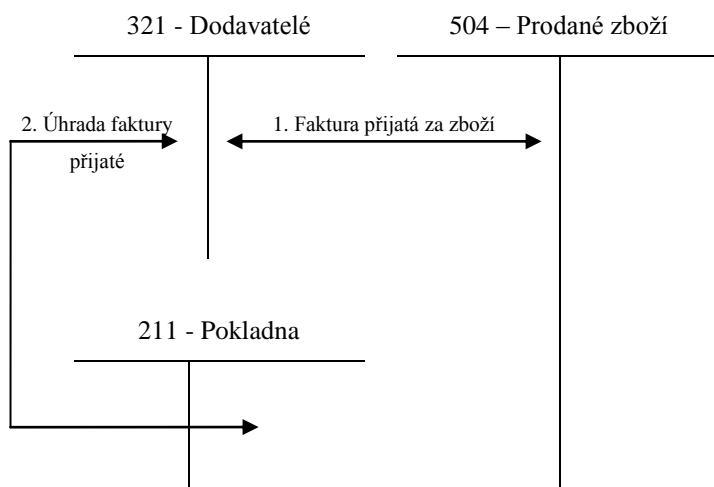 321 - Dodavatelé
504 – Prodané zboží
2. Úhrada faktury
přijaté
1. Faktura přijatá za zboží
211 - Pokladna